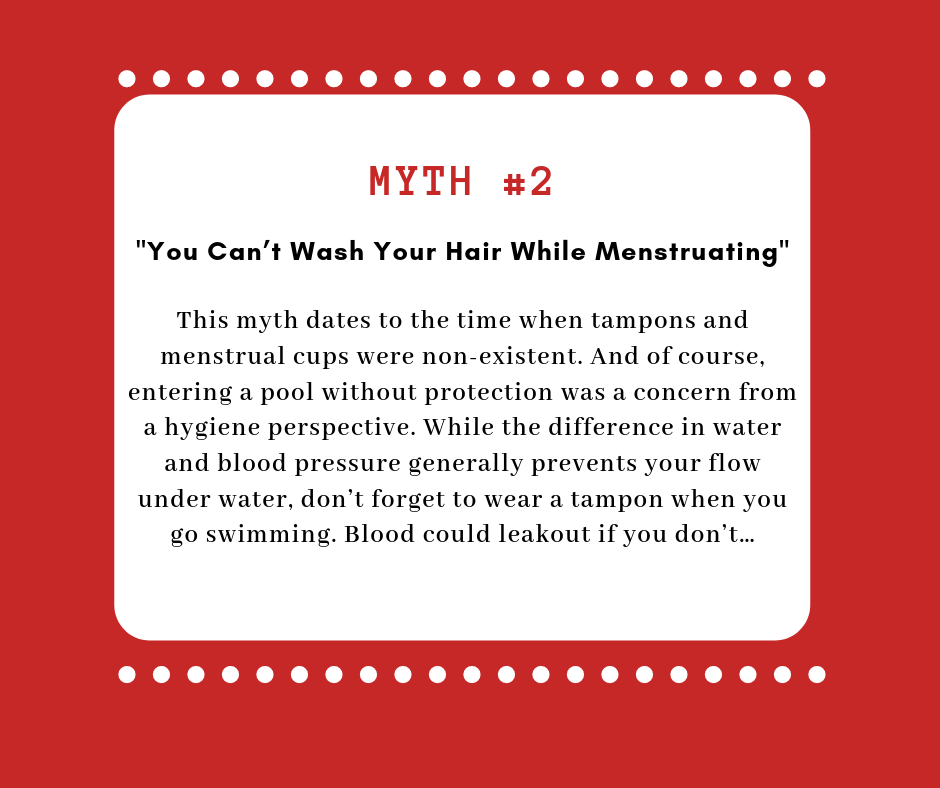 MYTH #2
"You Can’t Wash Your Hair While Menstruating"
This myth dates to the time when tampons and
menstrual cups were non-existent. And of course,
entering a pool without protection was a concern from
a hygiene perspective. While the difference in water
and blood pressure generally prevents your flow
under water, don’t forget to wear a tampon when you
go swimming. Blood could leakout if you don’t…